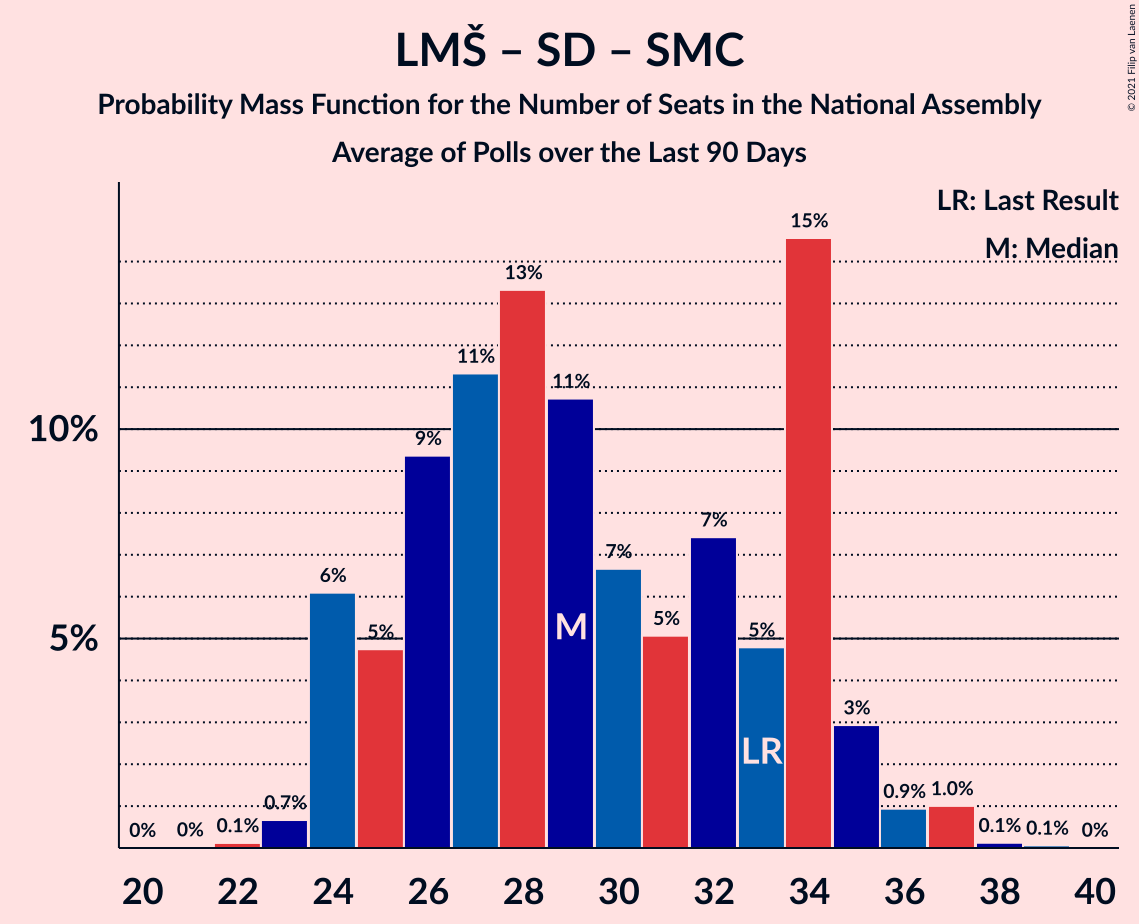 LMŠ – SD – SMC
Probability Mass Function for the Number of Seats in the National Assembly
Average of Polls over the Last 90 Days
© 2021 Filip van Laenen
LR: Last Result
M: Median
10%
5%
0%
0%
0.1%
0.7%
6%
5%
9%
11%
13%
11%
7%
5%
7%
5%
15%
3%
0.9%
1.0%
0.1%
0.1%
0%
M
LR
20 22 24 26 28 30 32 34 36 38 40